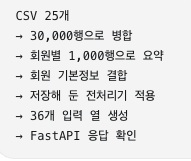 CSV 25개
→ 30,000행으로 병합
→ 회원별 1,000행으로 요약
→ 회원 기본정보 결합
→ 저장해 둔 전처리기 적용
→ 36개 입력 열 생성
→ FastAPI 응답 확인